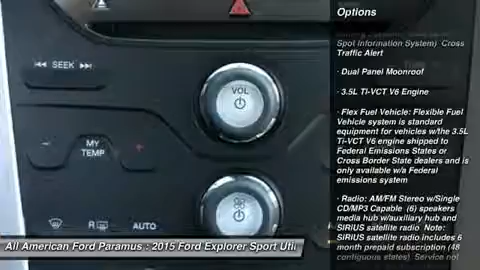 Options
Spot Information System)  Cross
Traffic Alert
· Dual Panel Moonroof
· 3.5L TI-VCT V6 Engine
· Flex Fuel Vehicle: Flexible Fuel
Vehicle system is standard
equipment for vehicles w/the 3.5L
Ti-VCT V6 engine shipped to
Federal Emissions States or
Cross Border State dealers and is
only available w/a Federal
emissions system
· Radio: AM/FM Stereo w/Single
CD/MP3 Capable  (6) speakers
media hub w/auxiliary hub and
SIRIUS satellite radio  Note:
SIRIUS satellite radio includes 6
month prepaid subscription (48
contiguous states)  Service not
SEEK
VOL
MY
TEMP
R
AUTO
All American Ford Paramus : 2015 Ford Explorer Sport Util